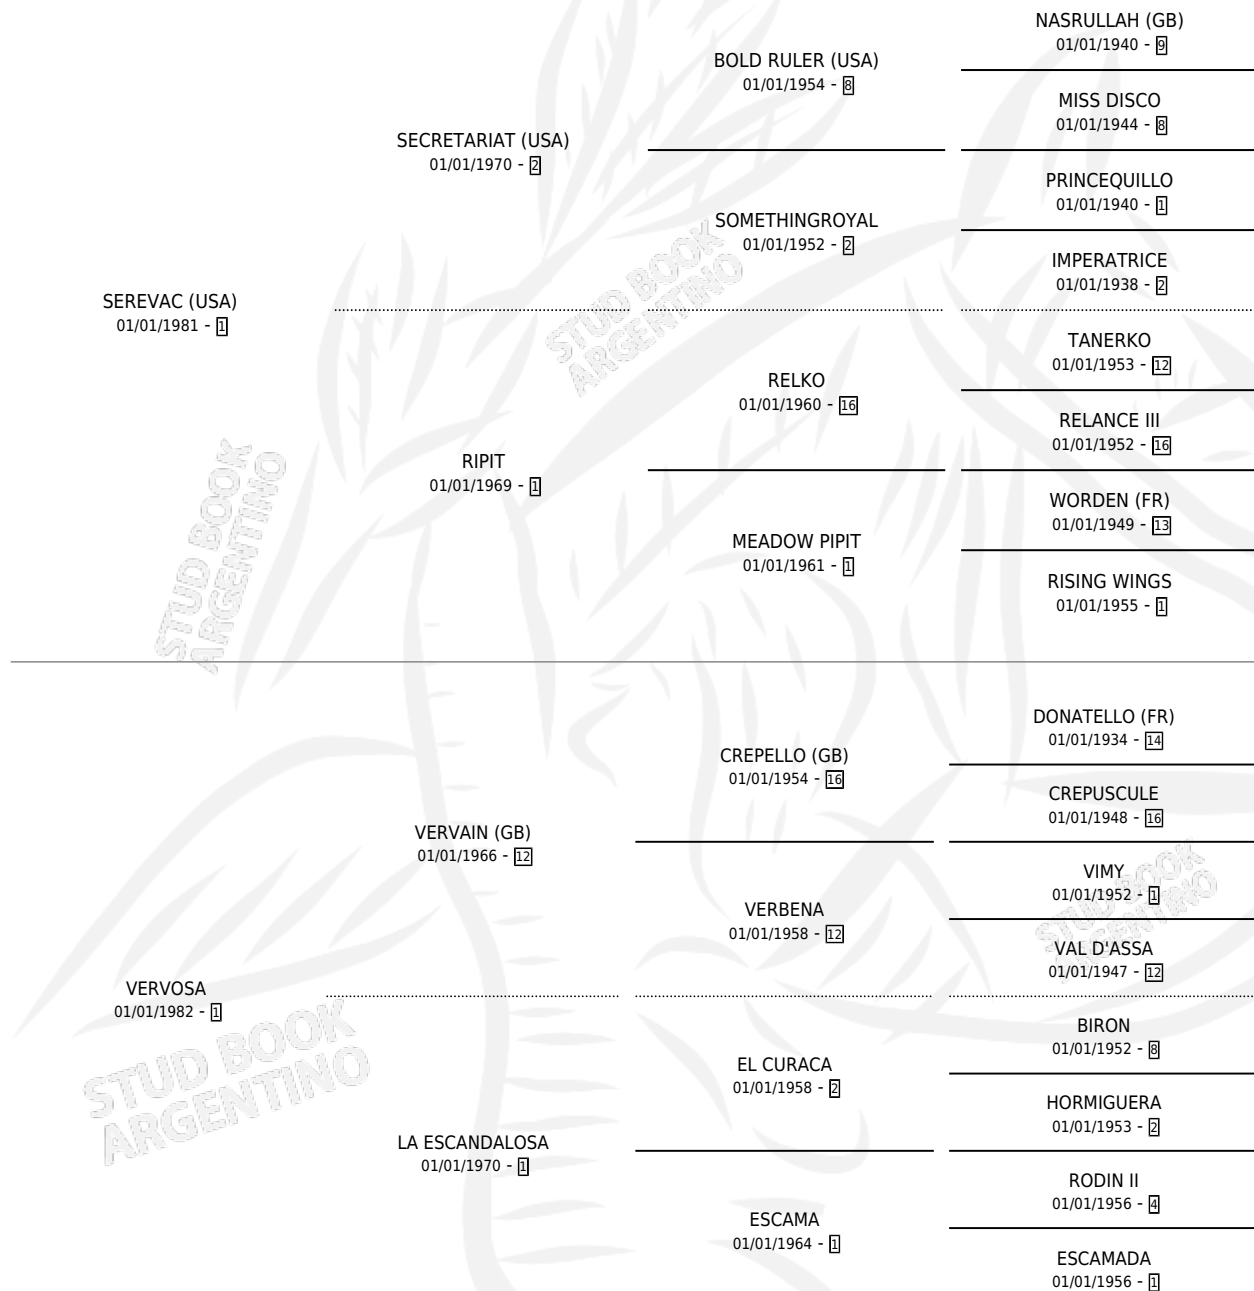 NASRULLAH (GB)
01/01/1940 - 9
BOLD RULER (USA)
01/01/1954 - 8
MISS DISCO
01/01/1944 - 8
SECRETARIAT (USA)
01/01/1970 - 2
PRINCEQUILLO
01/01/1940 - 1
SOMETHINGROYAL
01/01/1952 - 2
IMPERATRICE
01/01/1938 - 2
SEREVAC (USA)
01/01/1981 - 1
TANERKO
01/01/1953 - 12
RELKO
01/01/1960 - 16
RELANCE III
01/01/1952 - 16
RIPIT
01/01/1969 - 1
WORDEN (FR)
01/01/1949 - 13
MEADOW PIPIT
01/01/1961 - 1
RISING WINGS
01/01/1955 - 1
DONATELLO (FR)
01/01/1934 - 14
CREPELLO (GB)
01/01/1954 - 16
CREPUSCULE
01/01/1948 - 16
VERVAIN (GB)
01/01/1966 - 12
VIMY
01/01/1952 - 1
VERBENA
01/01/1958 - 12
VAL D'ASSA
01/01/1947 - 12
VERVOSA
01/01/1982 - 1
BIRON
01/01/1952 - 8
EL CURACA
01/01/1958 - 2
HORMIGUERA
01/01/1953 - 2
LA ESCANDALOSA
01/01/1970 - 1
RODIN II
01/01/1956 - 4
ESCAMA
01/01/1964 - 1
ESCAMADA
01/01/1956 - 1
STUD BOOK
ARGENTINO
STUD BOOK
ARGENTINO
STUD BOOK
ARGENTINO
STUD BOOK
ARGENTINO